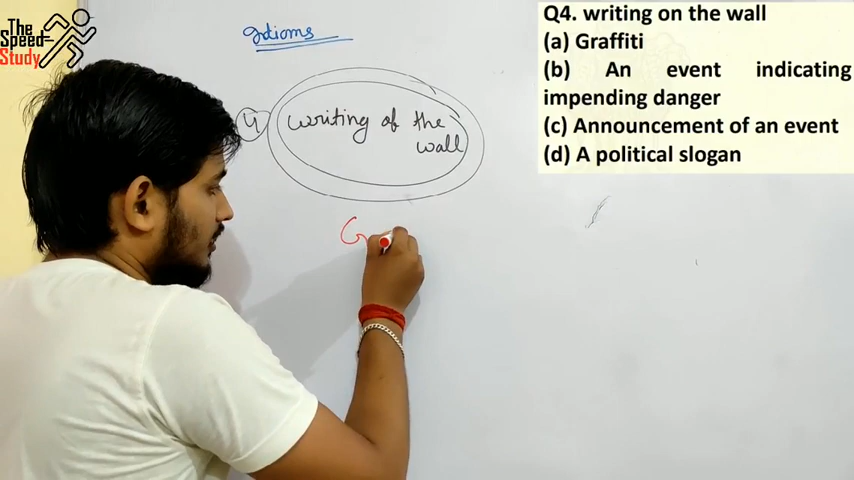 The
Speed
Study
Idioms
4
writing of the
wall
G
Q4. writing on the wall
(a) Graffiti
(b) An event indicating
impending danger
(c) Announcement of an event
(d) A political slogan